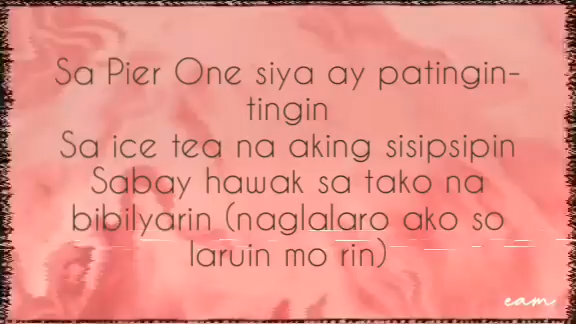 Sa Pier One siya ay patingin-
tingin
Sa ice tea na aking sisipsipin
Sabay hawak sa tako na
bibilyarin (naglalaro ako so
laruin mo rin)
eam